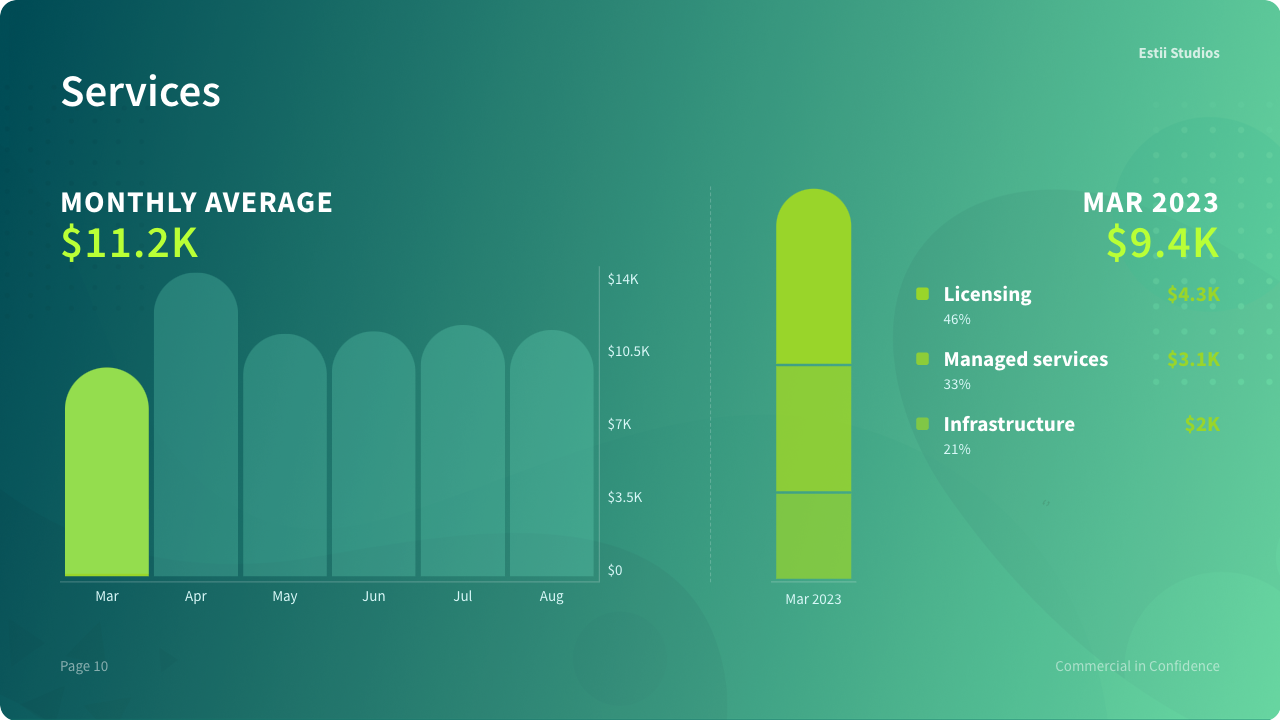 Estii Studios
Services
MONTHLY AVERAGE
$11.2K
$14K
$10.5K
$7K
$3.5K
$0
Mar Apr May Jun Jul Aug
Mar 2023
MAR 2023
$9.4K
Licensing $4.3K
46%
Managed services $3.1K
33%
Infrastructure $2K
21%
Page 10
Commercial in Confidence